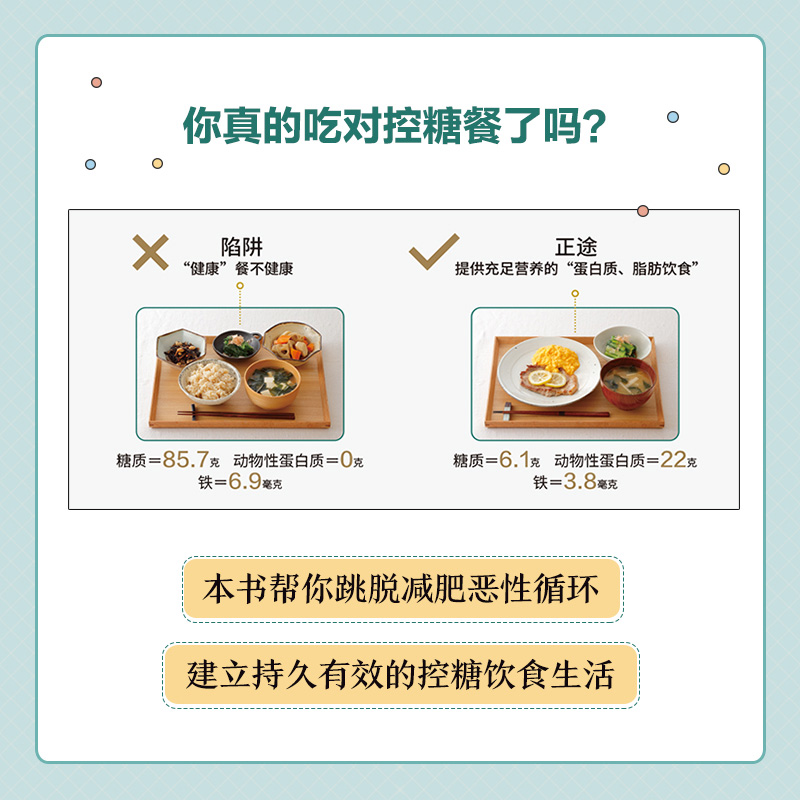 你真的吃对控糖餐了吗?
陷阱
“健康”餐不健康
糖质=85.7克 动物性蛋白质=0克
铁=6.9毫克
正途
提供充足营养的“蛋白质、脂肪饮食”
糖质=6.1克 动物性蛋白质=22克
铁=3.8毫克
本书帮你跳脱减肥恶性循环
建立持久有效的控糖饮食生活